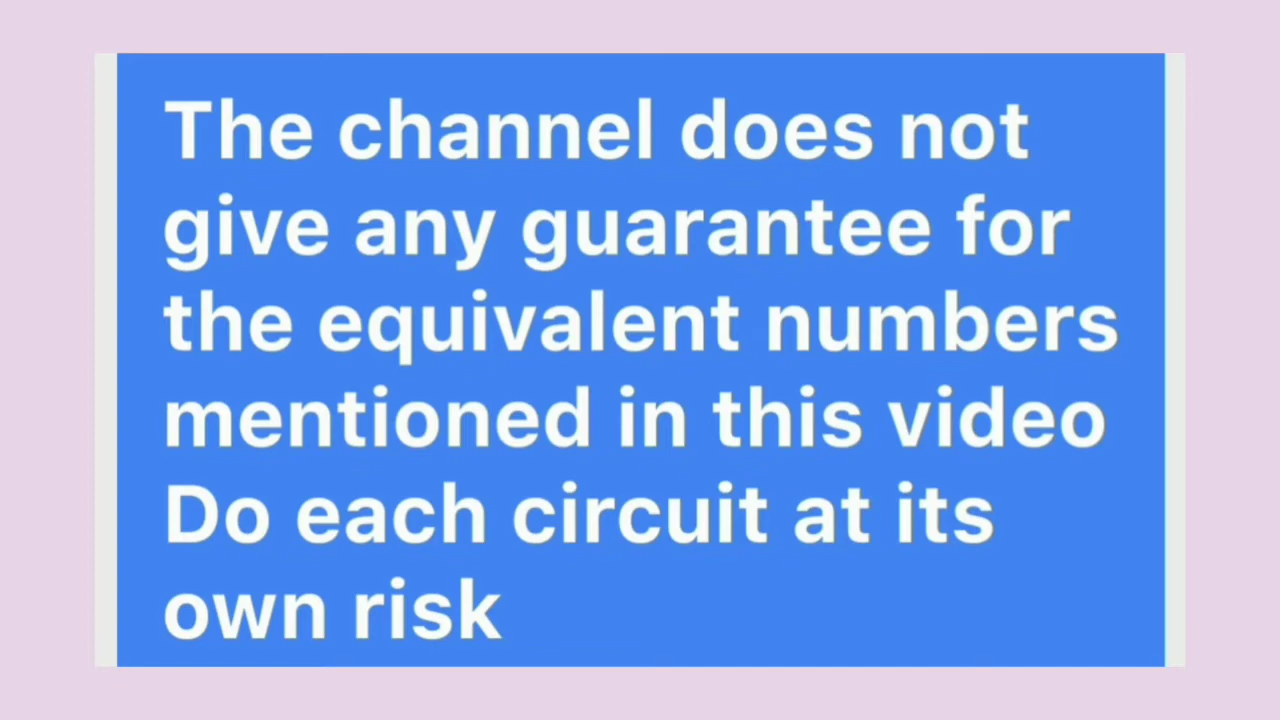 The channel does not
give any guarantee for
the equivalent numbers
mentioned in this video
Do each circuit at its
own risk